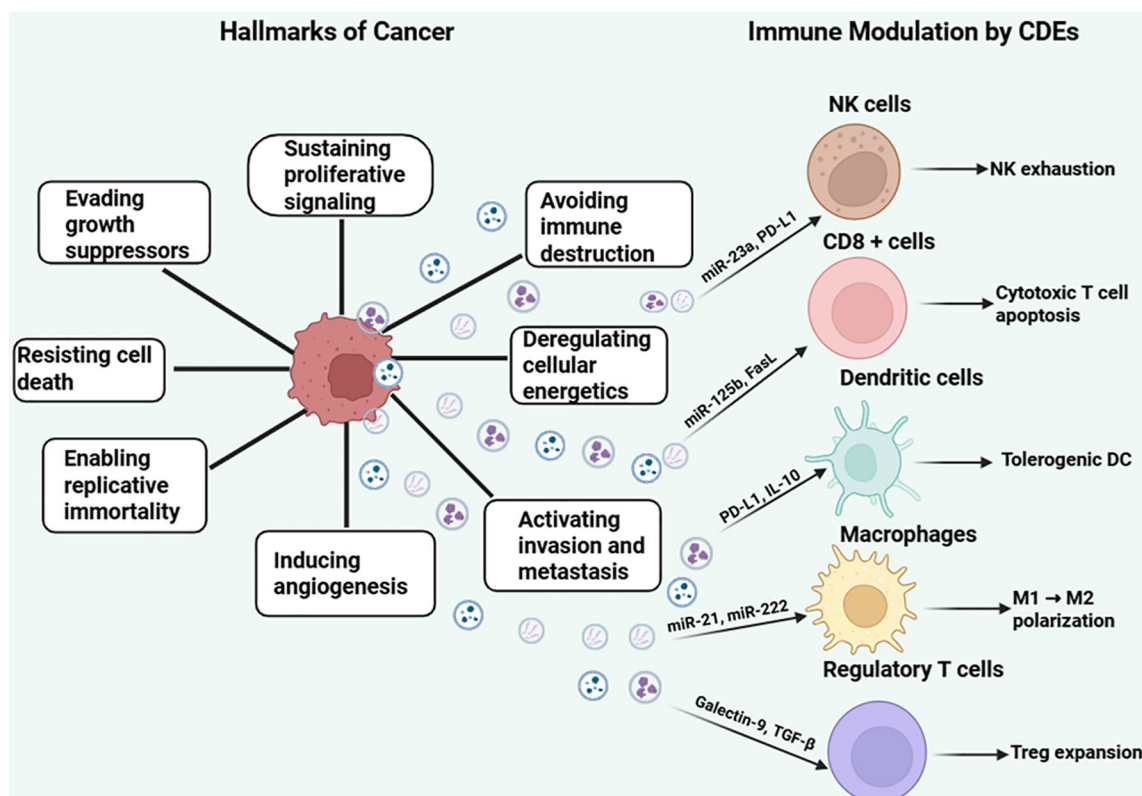 Hallmarks of Cancer
Immune Modulation by CDEs
Sustaining
proliferative
signaling
Evading
growth
suppressors
Avoiding
immune
destruction
Resisting cell
death
Deregulating
cellular
energetics
Enabling
replicative
immortality
Inducing
angiogenesis
Activating
invasion and
metastasis
NK cells
miR-23a, PD-L1
NK exhaustion
CD8 + cells
miR-125b, FasL
Cytotoxic T cell
apoptosis
Dendritic cells
PD-L1, IL-10
Tolerogenic DC
Macrophages
miR-21, miR-222
M1 → M2
polarization
Regulatory T cells
Galectin-9, TGF-β
Treg expansion